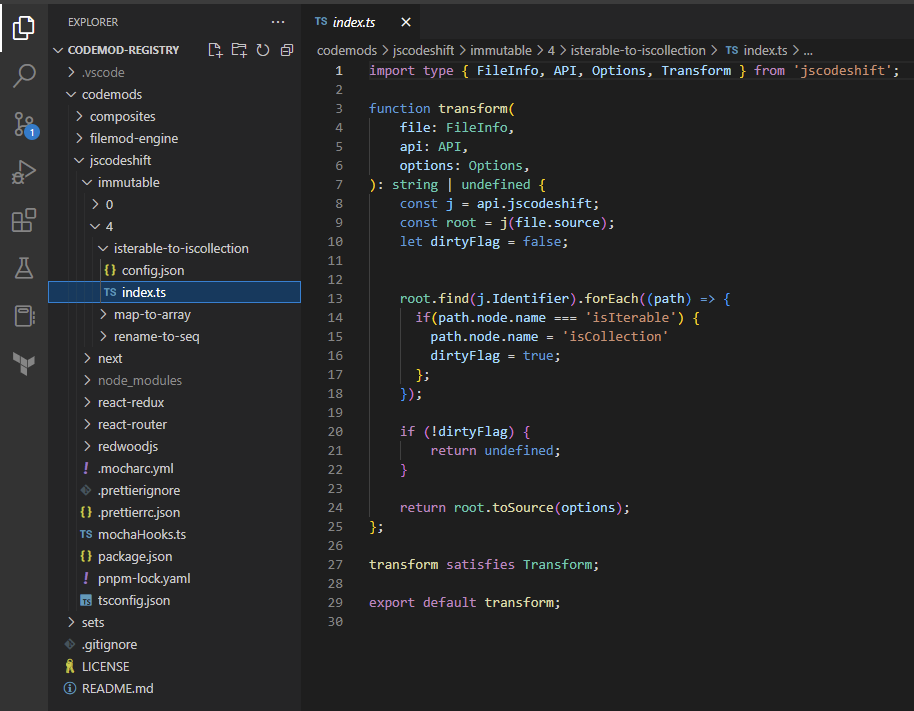 EXPLORER
CODEMOD-REGISTRY
.vscode
codemods
composites
filemod-engine
jscodeshift
immutable
0
4
isterable-to-iscollection
{} config.json
TS index.ts
map-to-array
rename-to-seq
next
node_modules
react-redux
react-router
redwoodjs
! .mocharc.yml
.prettierignore
{} .prettierrc.json
TS mochaHooks.ts
{} package.json
! pnpm-lock.yaml
TS tsconfig.json
sets
.gitignore
LICENSE
README.md
1
TS index.ts
codemods > jscodeshift > immutable > 4 > isterable-to-iscollection > TS index.ts > ...
1 import type { FileInfo, API, Options, Transform } from 'jscodeshift';
2
3 function transform(
4 file: FileInfo,
5 api: API,
6 options: Options,
7 ): string | undefined {
8 const j = api.jscodeshift;
9 const root = j(file.source);
10 let dirtyFlag = false;
11
12
13 root.find(j.Identifier).forEach((path) => {
14 if(path.node.name === 'isIterable') {
15 path.node.name = 'isCollection'
16 dirtyFlag = true;
17 };
18 });
19
20 if (!dirtyFlag) {
21 return undefined;
22 }
23
24 return root.toSource(options);
25 };
26
27 transform satisfies Transform;
28
29 export default transform;
30